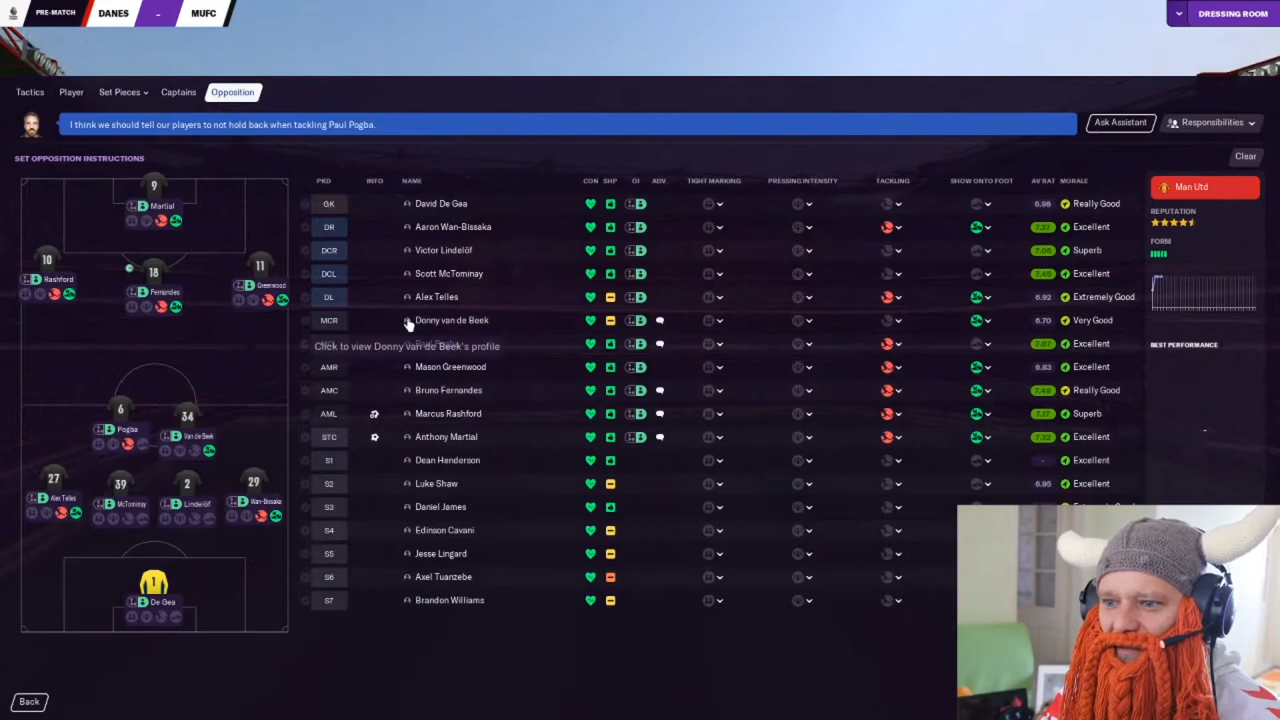 PRE-MATCH DANES - MUFC DRESSING ROOM
Tactics Player Set Pieces Captains Opposition
I think we should tell our players to not hold back when tackling Paul Pogba. Ask Assistant Responsibilities
SET OPPOSITION INSTRUCTIONS Clear
PKD INFO NAME CON SHP OI ADV. TIGHT MARKING PRESSING INTENSITY TACKLING SHOW ONTO FOOT AV RAT MORALE
GK David De Gea 6.98 Really Good
DR Aaron Wan-Bissaka 7.27 Excellent
DCR Victor Lindelöf 7.06 Superb
DCL Scott McTominay 7.45 Excellent
DL Alex Telles 6.92 Extremely Good
MCR Donny van de Beek 6.70 Very Good
Click to view Donny van de Beek's profile 7.07 Excellent
AMR Mason Greenwood 6.83 Excellent
AMC Bruno Fernandes 7.48 Really Good
AML Marcus Rashford 7.17 Superb
STC Anthony Martial 7.32 Excellent
S1 Dean Henderson - Excellent
S2 Luke Shaw 6.95 Excellent
S3 Daniel James
S4 Edinson Cavani
S5 Jesse Lingard
S6 Axel Tuanzebe
S7 Brandon Williams
9
Martial
10
Rashford
18
Fernandes
11
Greenwood
6
Pogba
34
Van de Beek
27
Alex Telles
39
McTominay
2
Lindelöf
29
Wan-Bissaka
1
De Gea
Man Utd
REPUTATION
FORM
BEST PERFORMANCE
-
Back